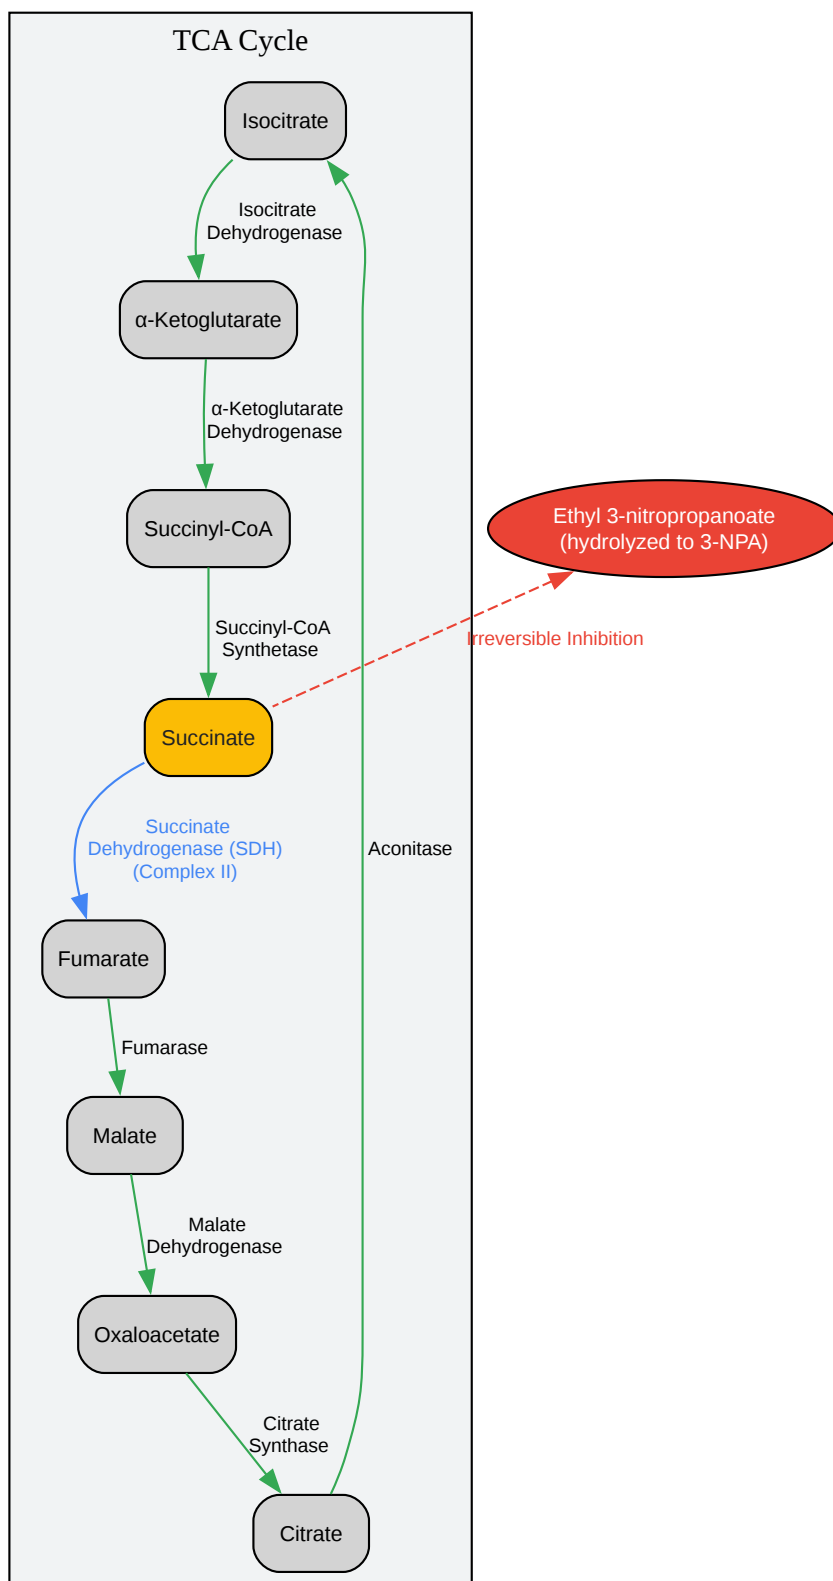 TCA Cycle
Isocitrate
Isocitrate
Dehydrogenase
α-Ketoglutarate
α-Ketoglutarate
Dehydrogenase
Succinyl-CoA
Ethyl 3-nitropropanoate
(hydrolyzed to 3-NPA)
Succinyl-CoA
Synthetase
Irreversible Inhibition
Succinate
Succinate
Dehydrogenase (SDH)
(Complex II)
Aconitase
Fumarate
Fumarase
Malate
Malate
Dehydrogenase
Oxaloacetate
Citrate
Synthase
Citrate